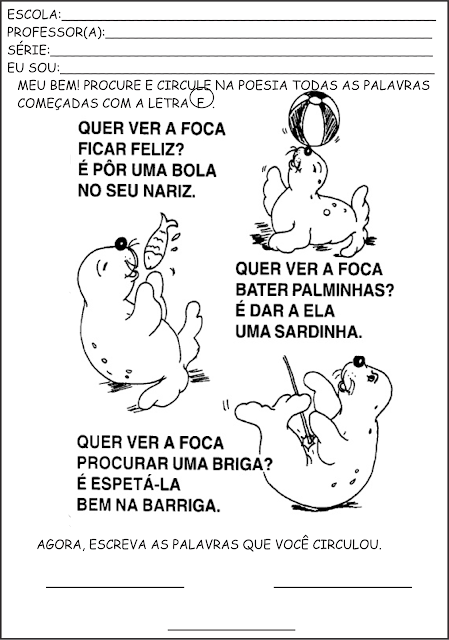 ESCOLA:
PROFESSOR(A):
SÉRIE:
EU SOU:
MEU BEM! PROCURE E CIRCULE NA POESIA TODAS AS PALAVRAS
COMEÇADAS COM A LETRA F.
QUER VER A FOCA
FICAR FELIZ?
É PÔR UMA BOLA
NO SEU NARIZ.
QUER VER A FOCA
BATER PALMINHAS?
É DAR A ELA
UMA SARDINHA.
QUER VER A FOCA
PROCURAR UMA BRIGA?
É ESPETÁ-LA
BEM NA BARRIGA.
AGORA, ESCREVA AS PALAVRAS QUE VOCÊ CIRCULOU.